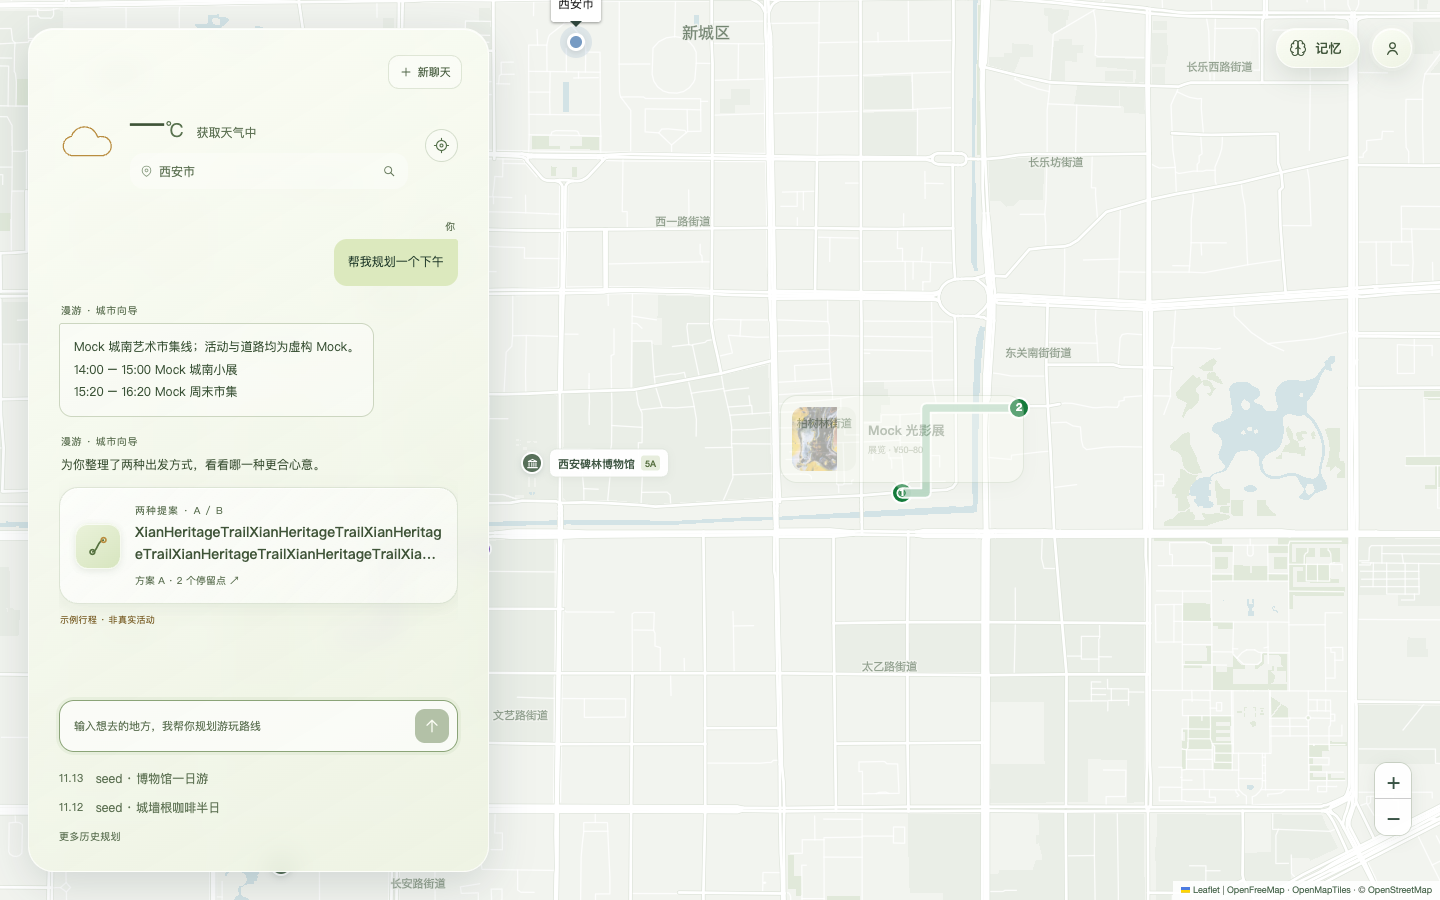 西安市
新城区
记忆
长乐西路街道
新聊天
——°C 获取天气中
西安市
长乐坊街道
西一路街道
你
帮我规划一个下午
漫游 · 城市向导
Mock 城南艺术市集线；活动与道路均为虚构 Mock。
14:00 — 15:00 Mock 城南小展
15:20 — 16:20 Mock 周末市集
东关南街街道
2
柏树林街道
Mock 光影展
展览 · ¥50–80
漫游 · 城市向导
为你整理了两种出发方式，看看哪一种更合心意。
西安碑林博物馆 5A
两种提案 · A / B
XianHeritageTrailXianHeritageTrailXianHeritag
eTrailXianHeritageTrailXianHeritageTrailXia…
方案 A · 2 个停留点 ↗
示例行程 · 非真实活动
太乙路街道
文艺路街道
输入想去的地方，我帮你规划游玩路线
11.13 seed · 博物馆一日游
11.12 seed · 城墙根咖啡半日
更多历史规划
长安路街道
+
−
Leaflet | OpenFreeMap · OpenMapTiles · © OpenStreetMap